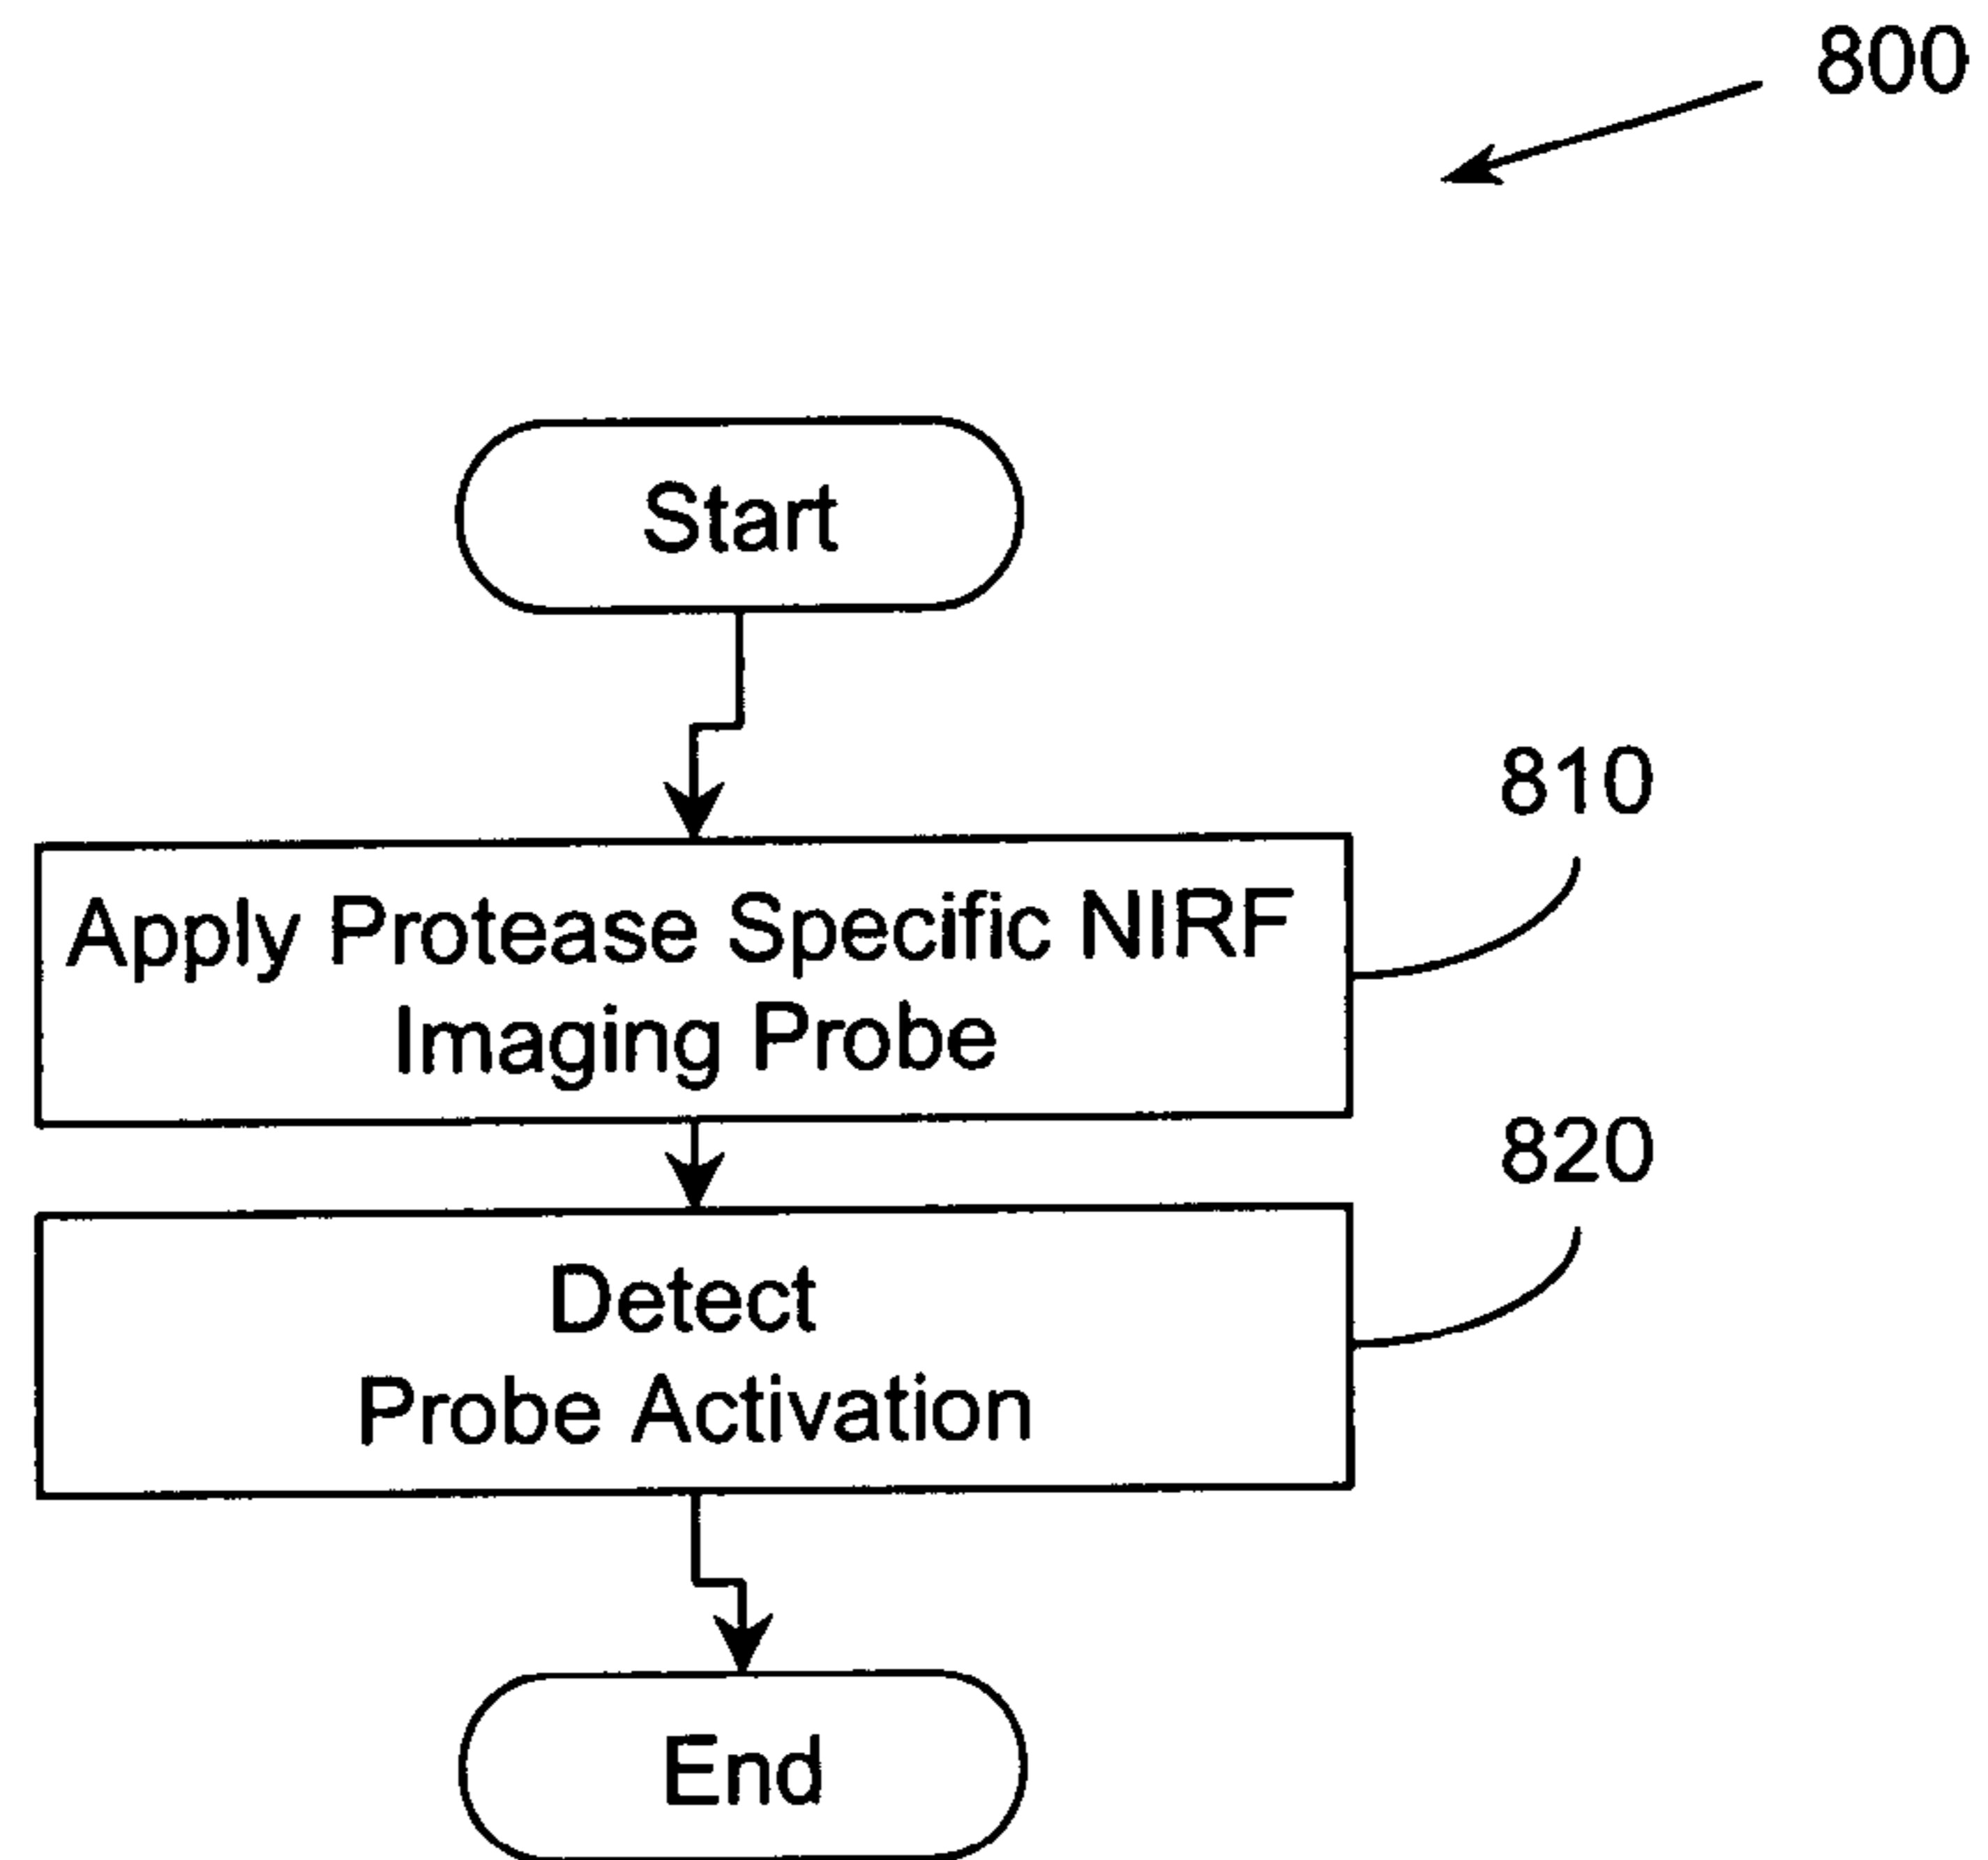 800
Start
810
Apply Protease Specific NIRF
Imaging Probe
820
Detect
Probe Activation
End